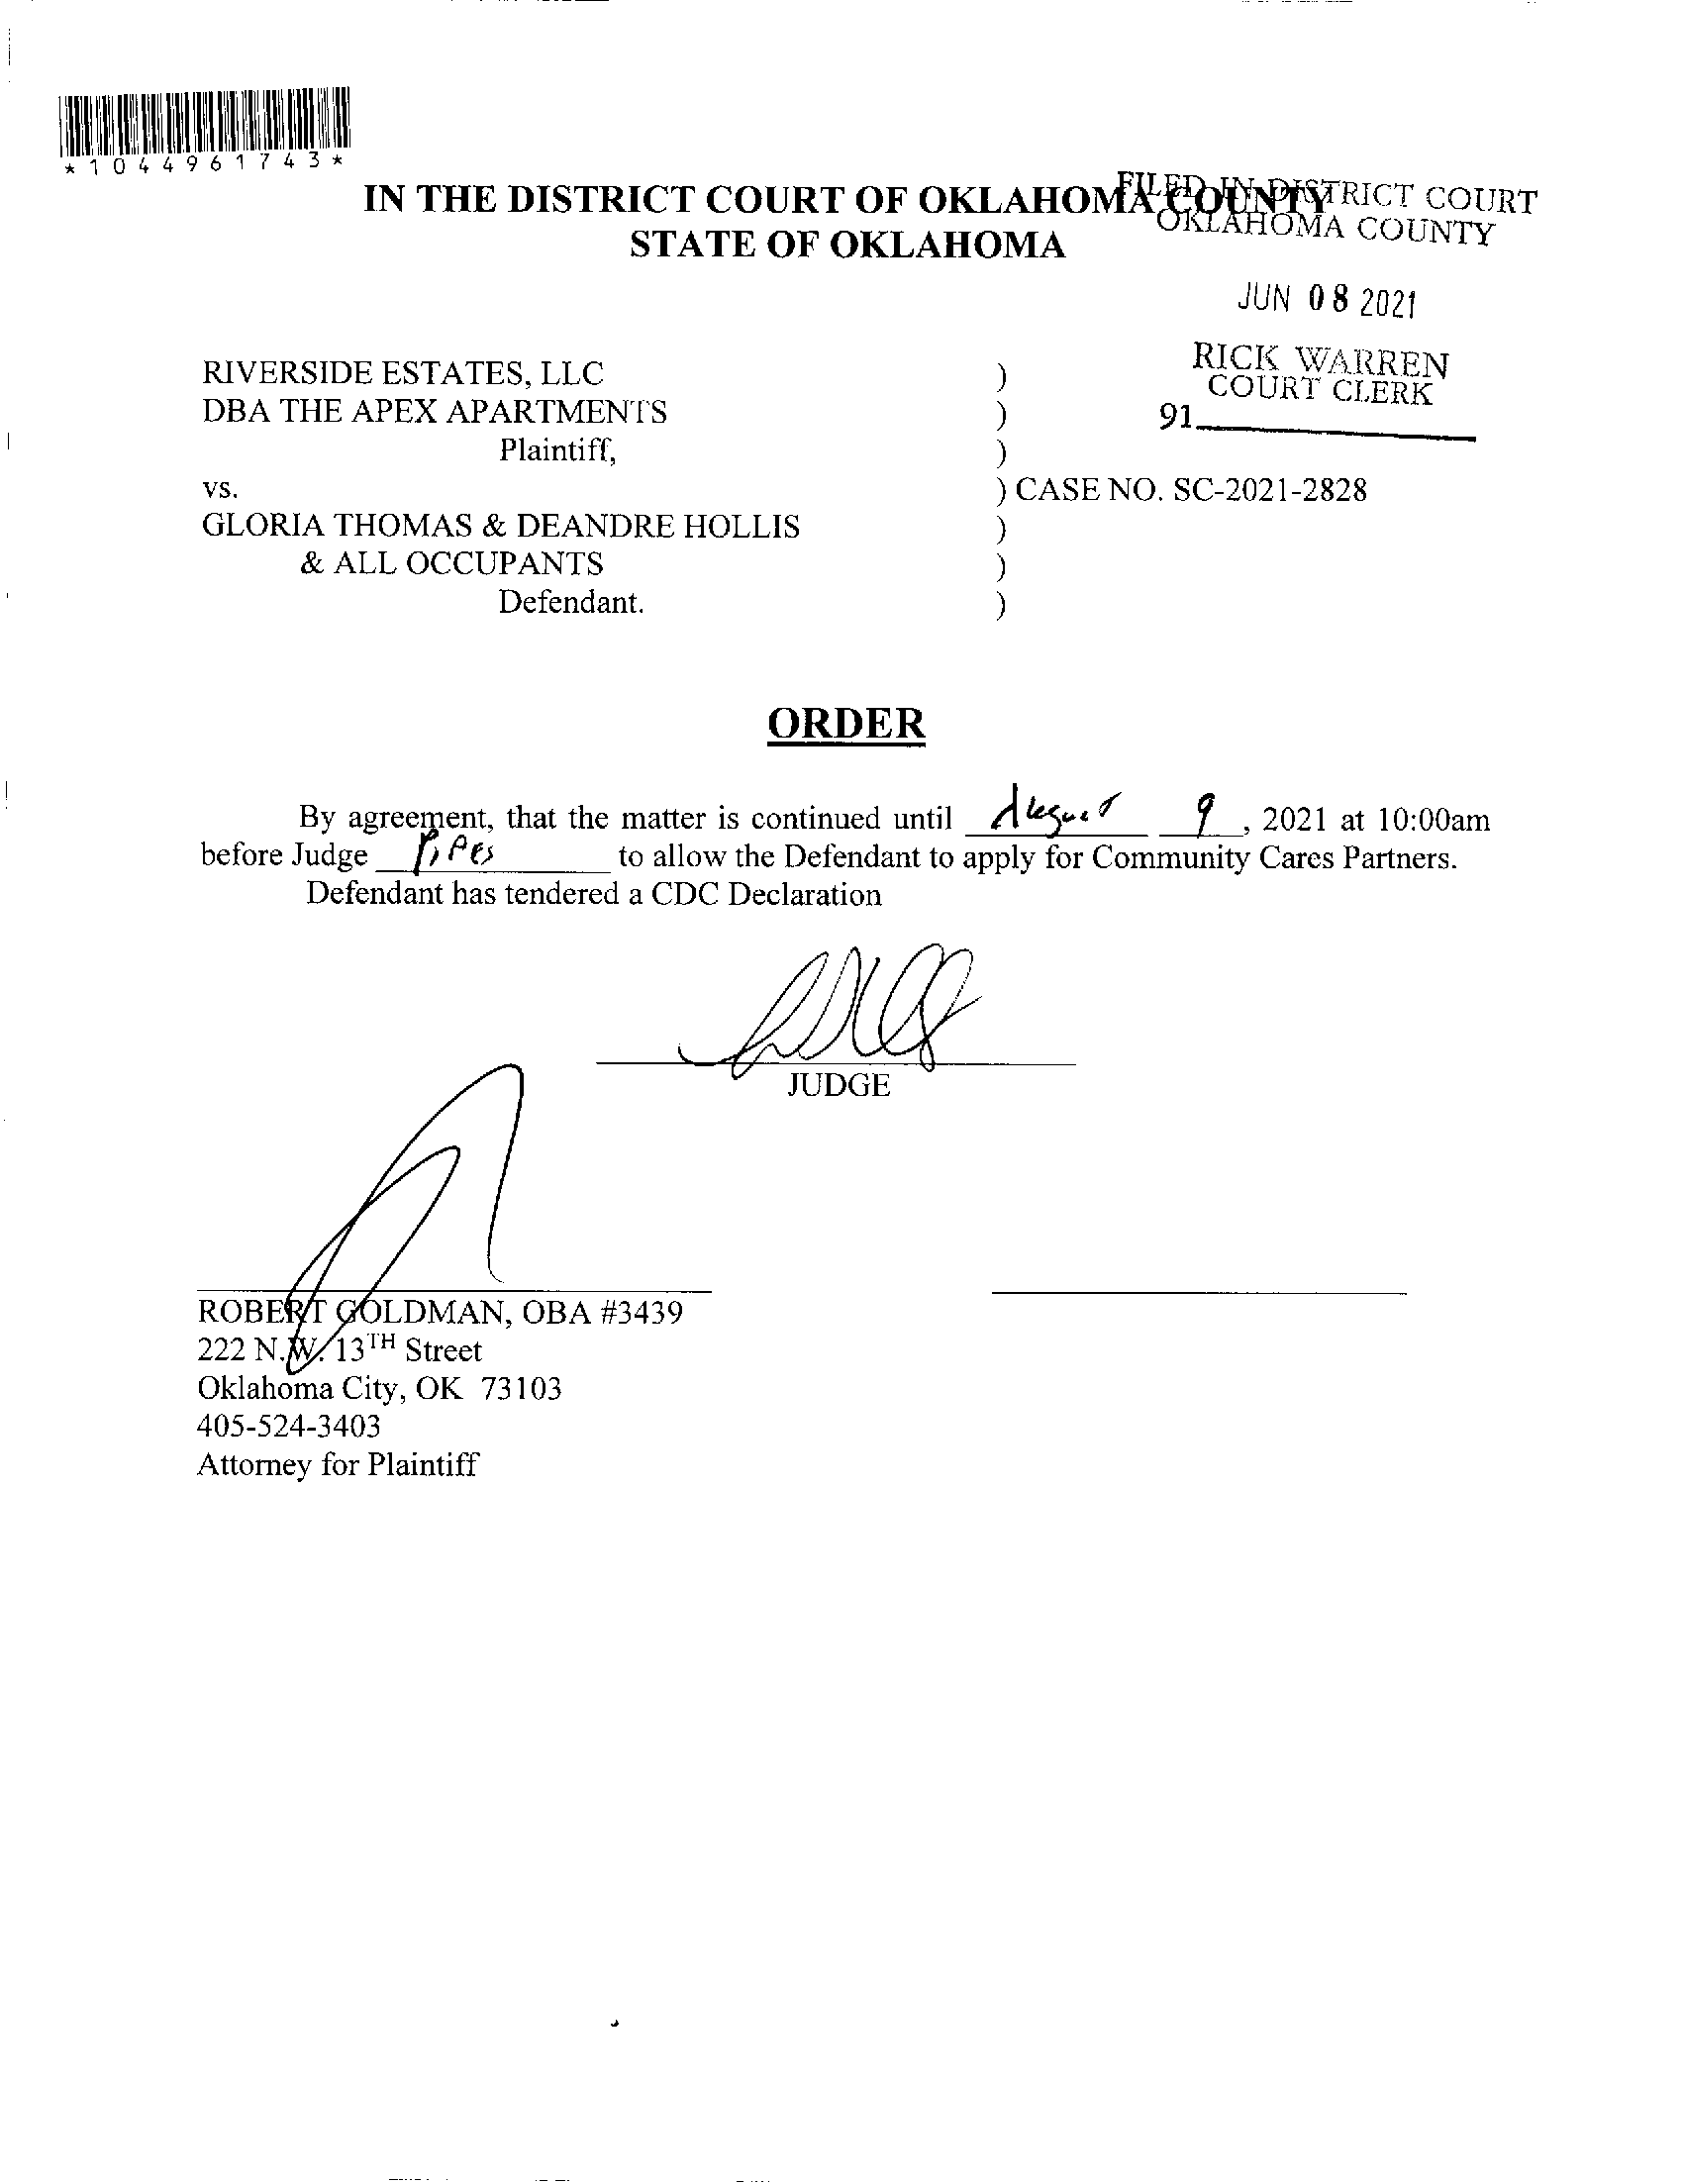 *1044961743*
IN THE DISTRICT COURT OF OKLAHOMA COUNTY
STATE OF OKLAHOMA
FILED IN DISTRICT COURT
OKLAHOMA COUNTY
JUN 08 2021
RICK WARREN
COURT CLERK
91
RIVERSIDE ESTATES, LLC )
DBA THE APEX APARTMENTS )
Plaintiff, )
vs. ) CASE NO. SC-2021-2828
GLORIA THOMAS & DEANDRE HOLLIS )
& ALL OCCUPANTS )
Defendant. )
ORDER
By agreement, that the matter is continued until August 9, 2021 at 10:00am
before Judge Pipes to allow the Defendant to apply for Community Cares Partners.
Defendant has tendered a CDC Declaration
JUDGE
ROBERT GOLDMAN, OBA #3439
222 N.W. 13TH Street
Oklahoma City, OK 73103
405-524-3403
Attorney for Plaintiff